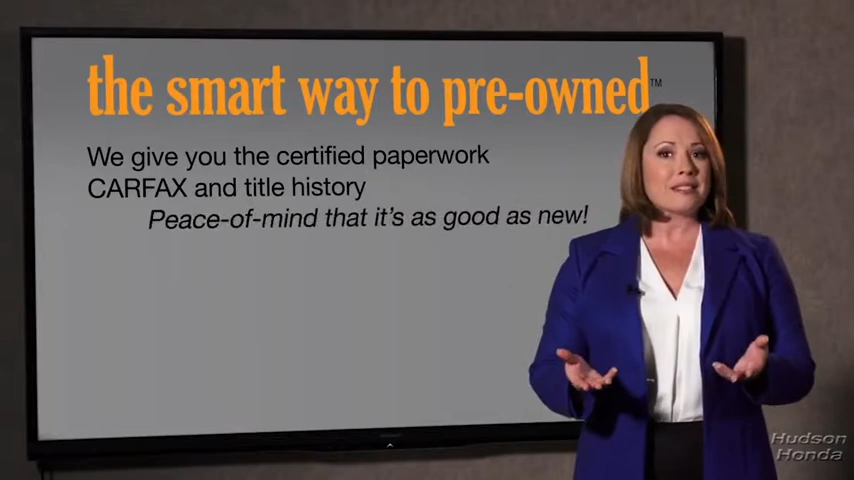 the smart way to pre-owned™
We give you the certified paperwork
CARFAX and title history
Peace-of-mind that it's as good as new!
Hudson
Honda